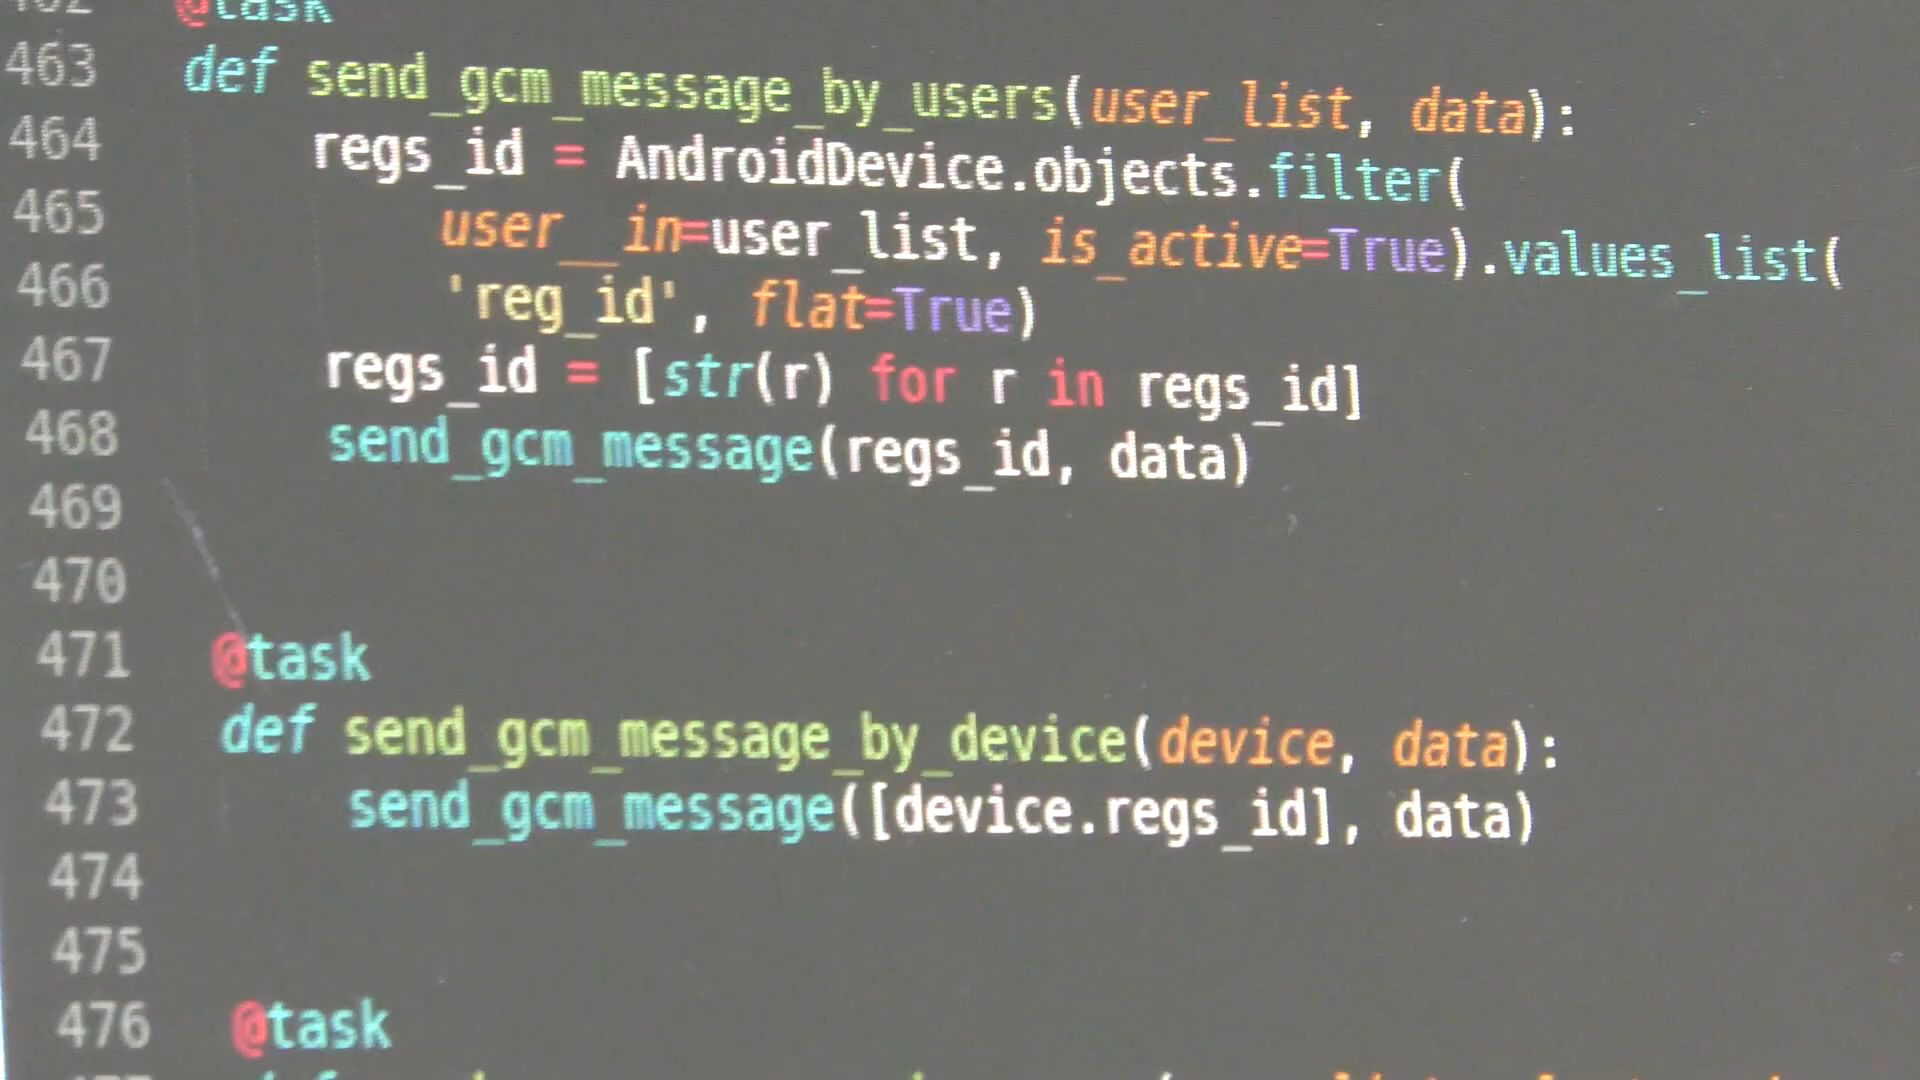 462 @task
463 def send_gcm_message_by_users(user_list, data):
464 regs_id = AndroidDevice.objects.filter(
465 user__in=user_list, is_active=True).values_list(
466 'reg_id', flat=True)
467 regs_id = [str(r) for r in regs_id]
468 send_gcm_message(regs_id, data)
469
470
471 @task
472 def send_gcm_message_by_device(device, data):
473 send_gcm_message([device.regs_id], data)
474
475
476 @task